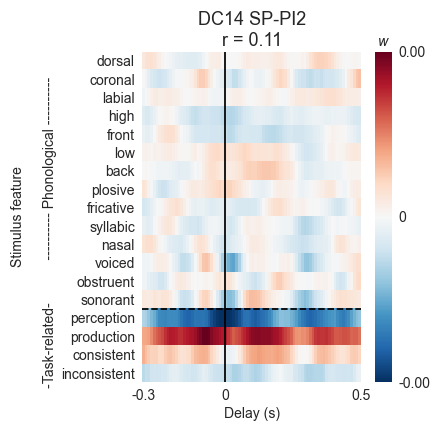 DC14 SP-PI2
r = 0.11
w
dorsal
coronal
labial
high
front
low
back
plosive
fricative
syllabic
nasal
voiced
obstruent
sonorant
perception
production
consistent
inconsistent
Stimulus feature
---------- Phonological ----------
-Task-related-
-0.3 0 0.5
Delay (s)
0.00
0
-0.00